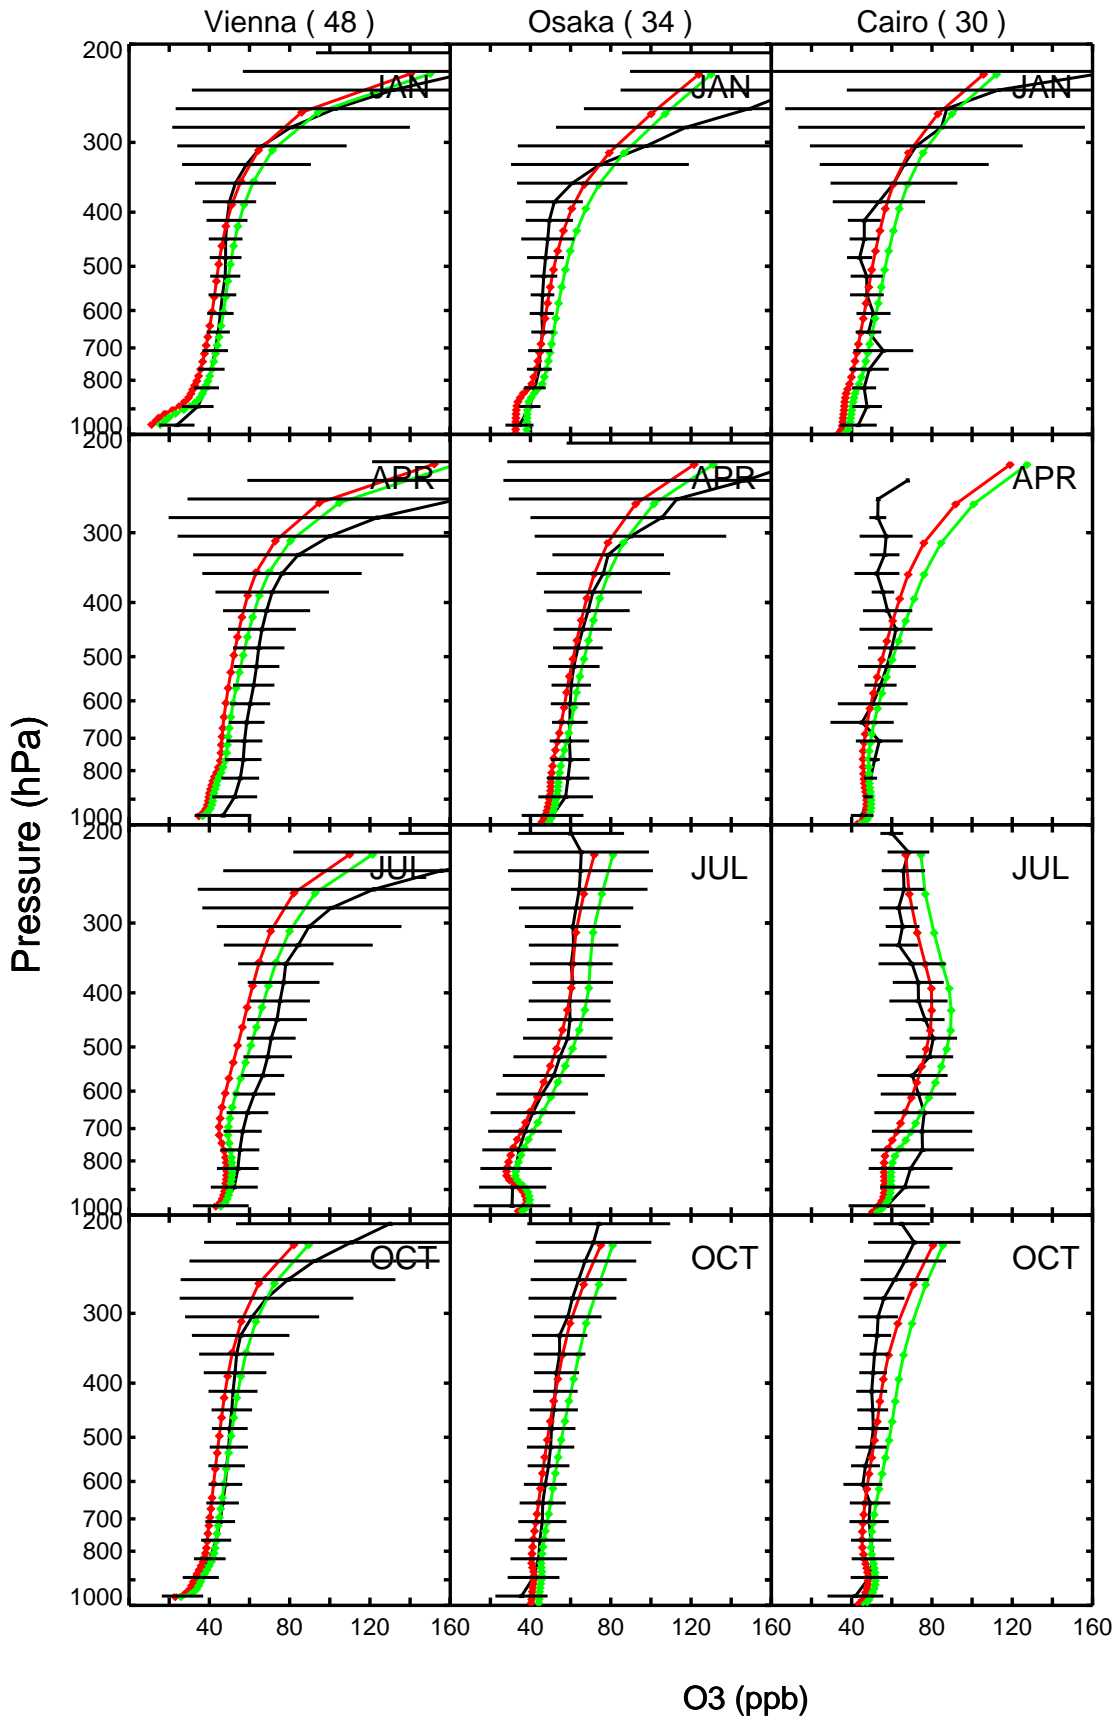 Vienna ( 48)
Osaka ( 34)
Cairo ( 30)
Pressure (hPa)
200
300
400
500
600
700
800
1000
JAN
JAN
JAN
200
300
400
500
600
700
800
1000
APR
APR
APR
200
300
400
500
600
700
800
1000
JUL
JUL
JUL
200
300
400
500
600
700
800
1000
OCT
OCT
OCT
40 80 120 160 40 80 120 160 40 80 120 160
O3 (ppb)